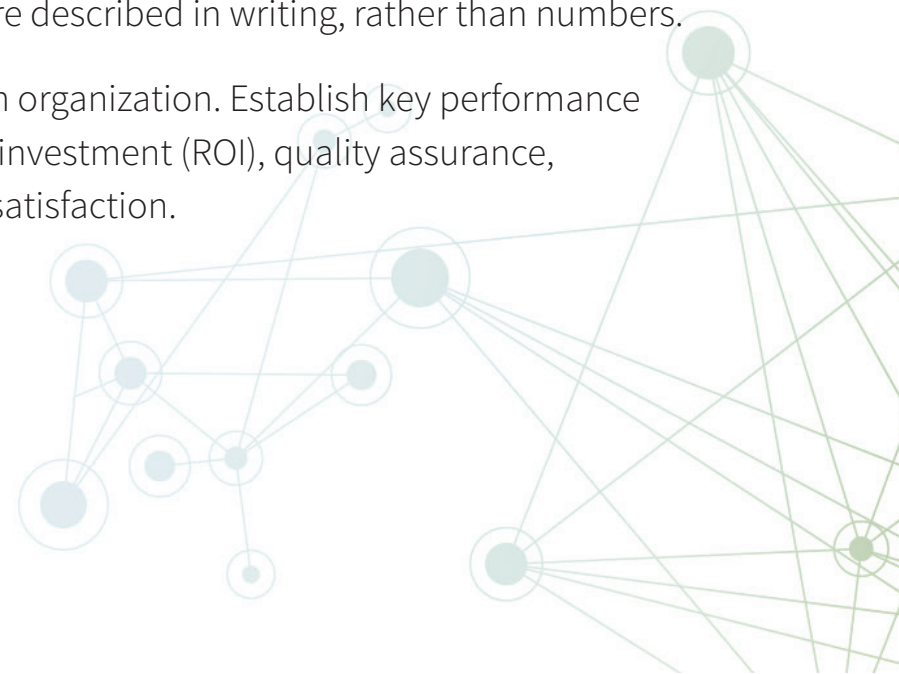 re described in writing, rather than numbers.
n organization. Establish key performance
investment (ROI), quality assurance,
satisfaction.